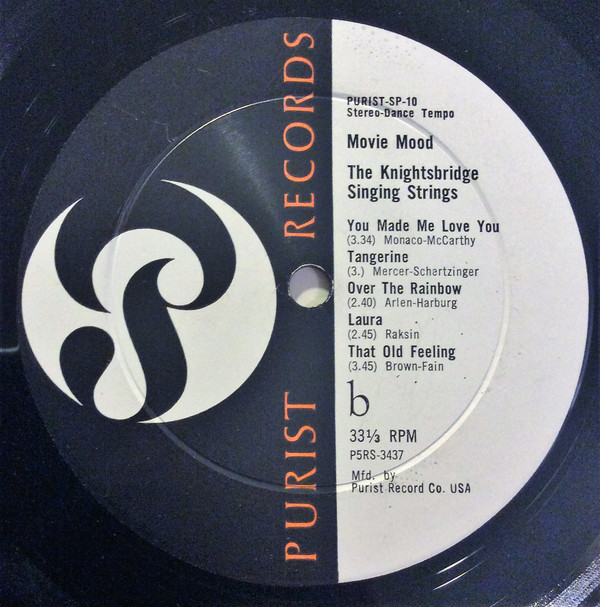 PURIST RECORDS
PURIST-SP-10
Stereo-Dance Tempo
Movie Mood
The Knightsbridge
Singing Strings
You Made Me Love You
(3.34) Monaco-McCarthy
Tangerine
(3.) Mercer-Schertzinger
Over The Rainbow
(2.40) Arlen-Harburg
Laura
(2.45) Raksin
That Old Feeling
(3.45) Brown-Fain
b
33⅓ RPM
P5RS-3437
Mfd. by
Purist Record Co. USA